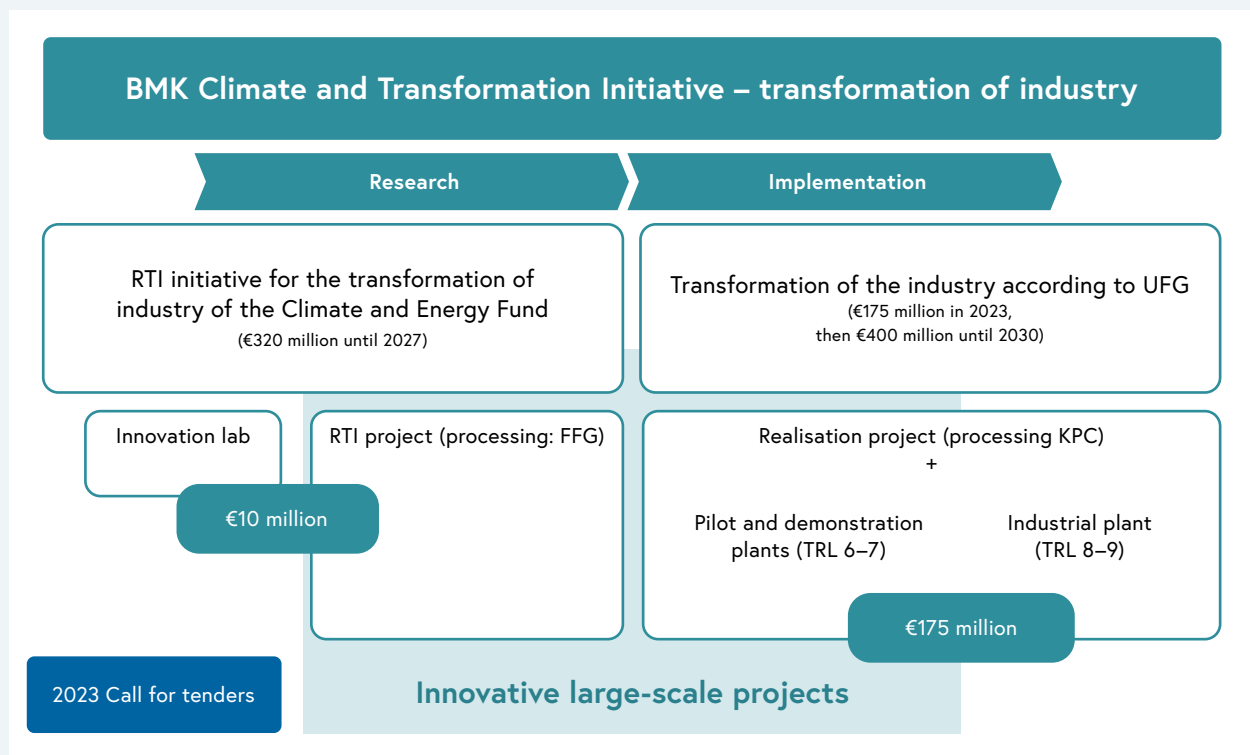 BMK Climate and Transformation Initiative – transformation of industry
Research
Implementation
RTI initiative for the transformation of
industry of the Climate and Energy Fund
(€320 million until 2027)
Transformation of the industry according to UFG
(€175 million in 2023,
then €400 million until 2030)
Innovation lab
RTI project (processing: FFG)
€10 million
Realisation project (processing KPC)
+
Pilot and demonstration
plants (TRL 6–7)
Industrial plant
(TRL 8–9)
€175 million
2023 Call for tenders
Innovative large-scale projects